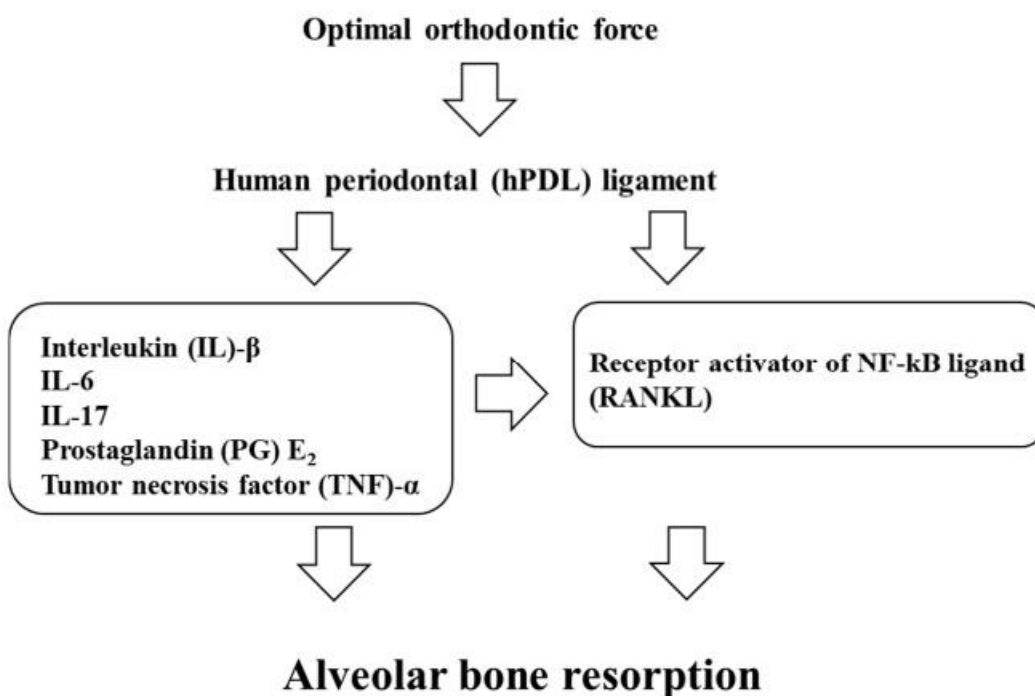 Optimal orthodontic force
Human periodontal (hPDL) ligament
Interleukin (IL)-β
IL-6
IL-17
Prostaglandin (PG) E₂
Tumor necrosis factor (TNF)-α
Receptor activator of NF-kB ligand
(RANKL)
Alveolar bone resorption